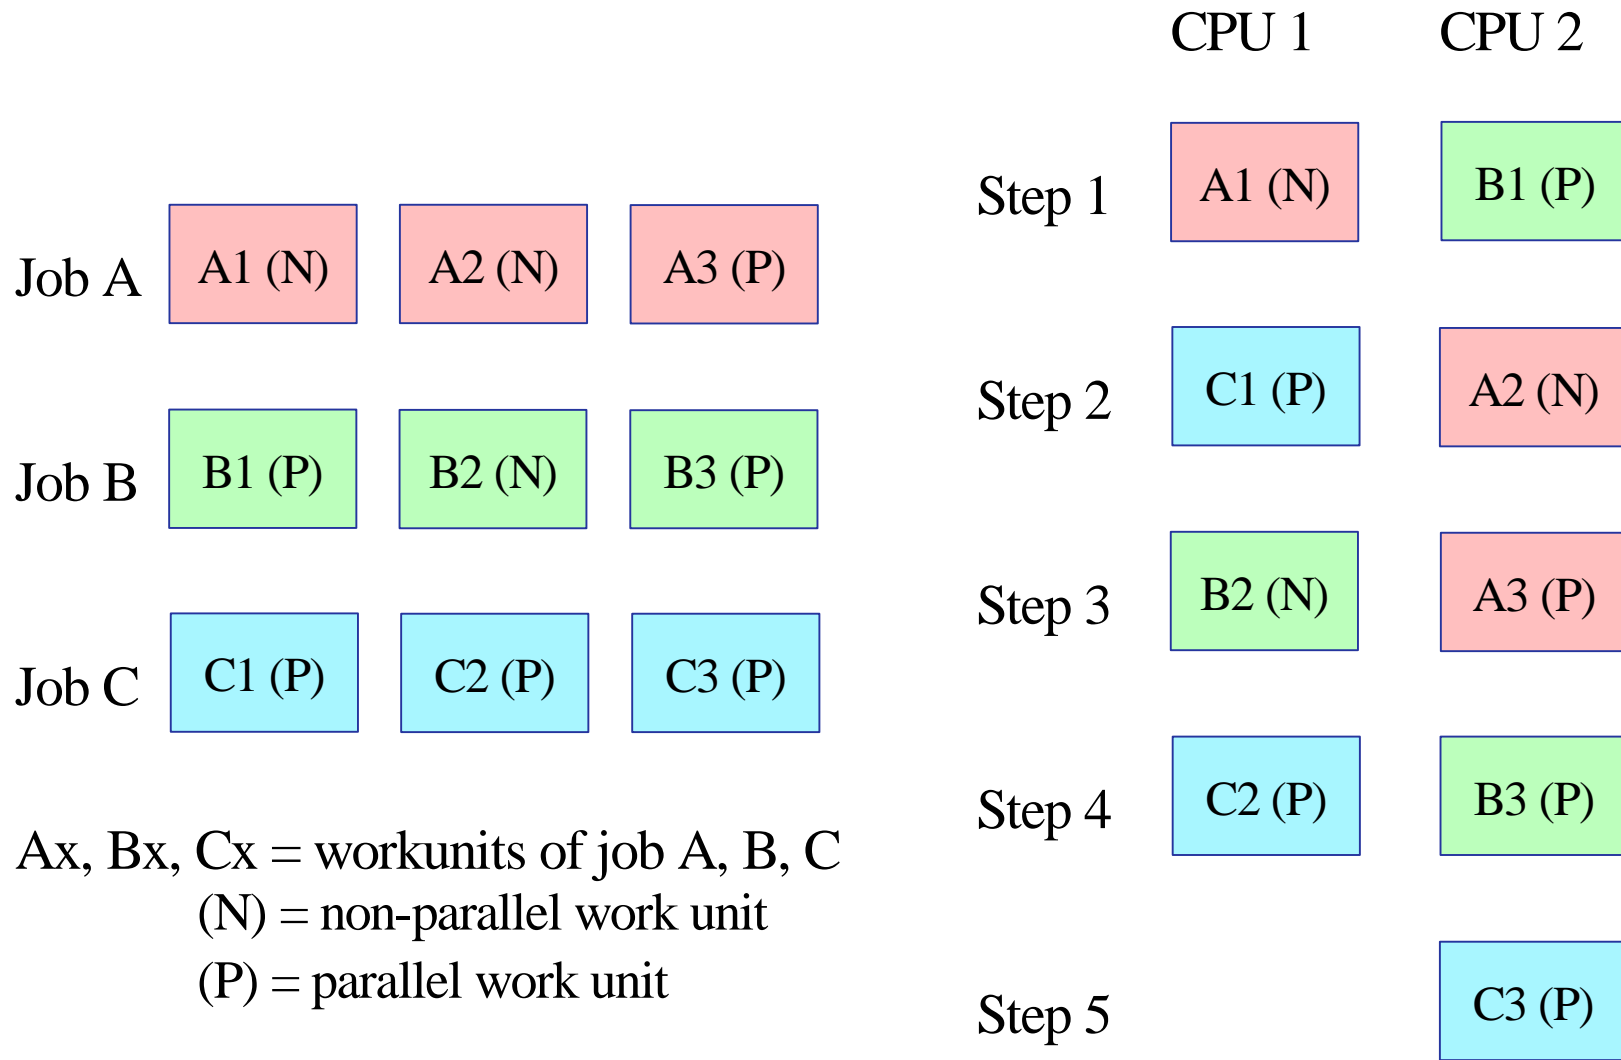 CPU 1 CPU 2
Job A A1 (N) A2 (N) A3 (P)
Job B B1 (P) B2 (N) B3 (P)
Job C C1 (P) C2 (P) C3 (P)
Ax, Bx, Cx = workunits of job A, B, C
(N) = non-parallel work unit
(P) = parallel work unit
Step 1 A1 (N) B1 (P)
Step 2 C1 (P) A2 (N)
Step 3 B2 (N) A3 (P)
Step 4 C2 (P) B3 (P)
Step 5 C3 (P)